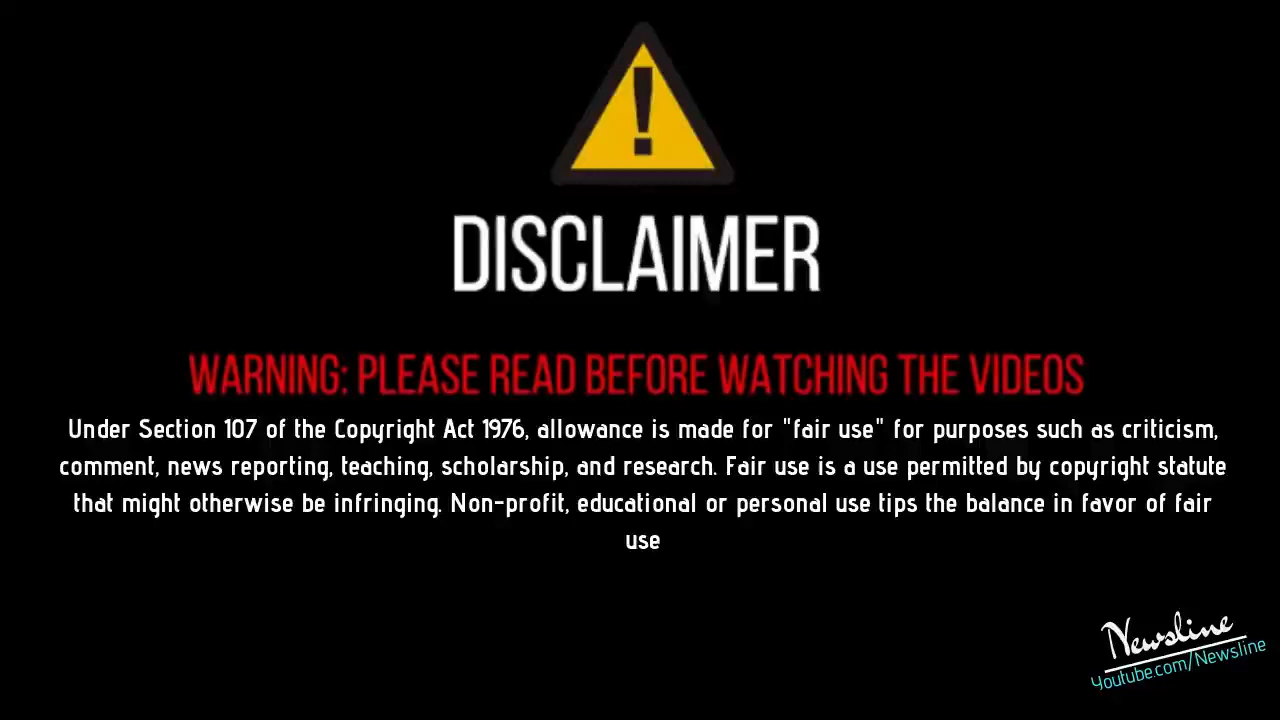 DISCLAIMER
WARNING: PLEASE READ BEFORE WATCHING THE VIDEOS
Under Section 107 of the Copyright Act 1976, allowance is made for "fair use" for purposes such as criticism,
comment, news reporting, teaching, scholarship, and research. Fair use is a use permitted by copyright statute
that might otherwise be infringing. Non-profit, educational or personal use tips the balance in favor of fair
use
Newsline
Youtube.com/Newsline